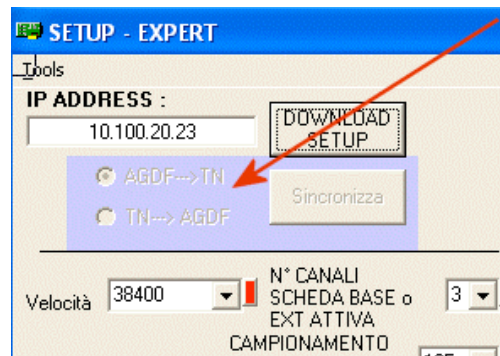 SETUP - EXPERT
Tools
IP ADDRESS :
10.100.20.23
DOWNLOAD
SETUP
AGDF--->TN
TN---> AGDF
Sincronizza
Velocità
38400
N° CANALI
SCHEDA BASE o
EXT ATTIVA
3
CAMPIONAMENTO